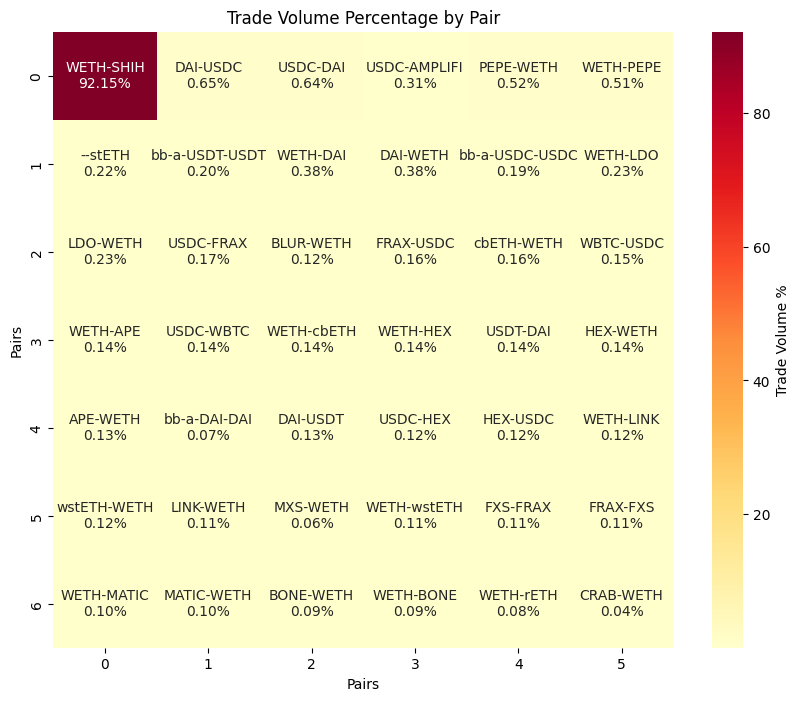 Trade Volume Percentage by Pair
WETH-SHIH DAI-USDC USDC-DAI USDC-AMPLIFI PEPE-WETH WETH-PEPE
92.15% 0.65% 0.64% 0.31% 0.52% 0.51%
0
--stETH bb-a-USDT-USDT WETH-DAI DAI-WETH bb-a-USDC-USDC WETH-LDO
0.22% 0.20% 0.38% 0.38% 0.19% 0.23%
1
LDO-WETH USDC-FRAX BLUR-WETH FRAX-USDC cbETH-WETH WBTC-USDC
0.23% 0.17% 0.12% 0.16% 0.16% 0.15%
2
WETH-APE USDC-WBTC WETH-cbETH WETH-HEX USDT-DAI HEX-WETH
0.14% 0.14% 0.14% 0.14% 0.14% 0.14%
3
APE-WETH bb-a-DAI-DAI DAI-USDT USDC-HEX HEX-USDC WETH-LINK
0.13% 0.07% 0.13% 0.12% 0.12% 0.12%
4
wstETH-WETH LINK-WETH MXS-WETH WETH-wstETH FXS-FRAX FRAX-FXS
0.12% 0.11% 0.06% 0.11% 0.11% 0.11%
5
WETH-MATIC MATIC-WETH BONE-WETH WETH-BONE WETH-rETH CRAB-WETH
0.10% 0.10% 0.09% 0.09% 0.08% 0.04%
6
0 1 2 3 4 5
Pairs
Pairs
80
60
40
20
Trade Volume %